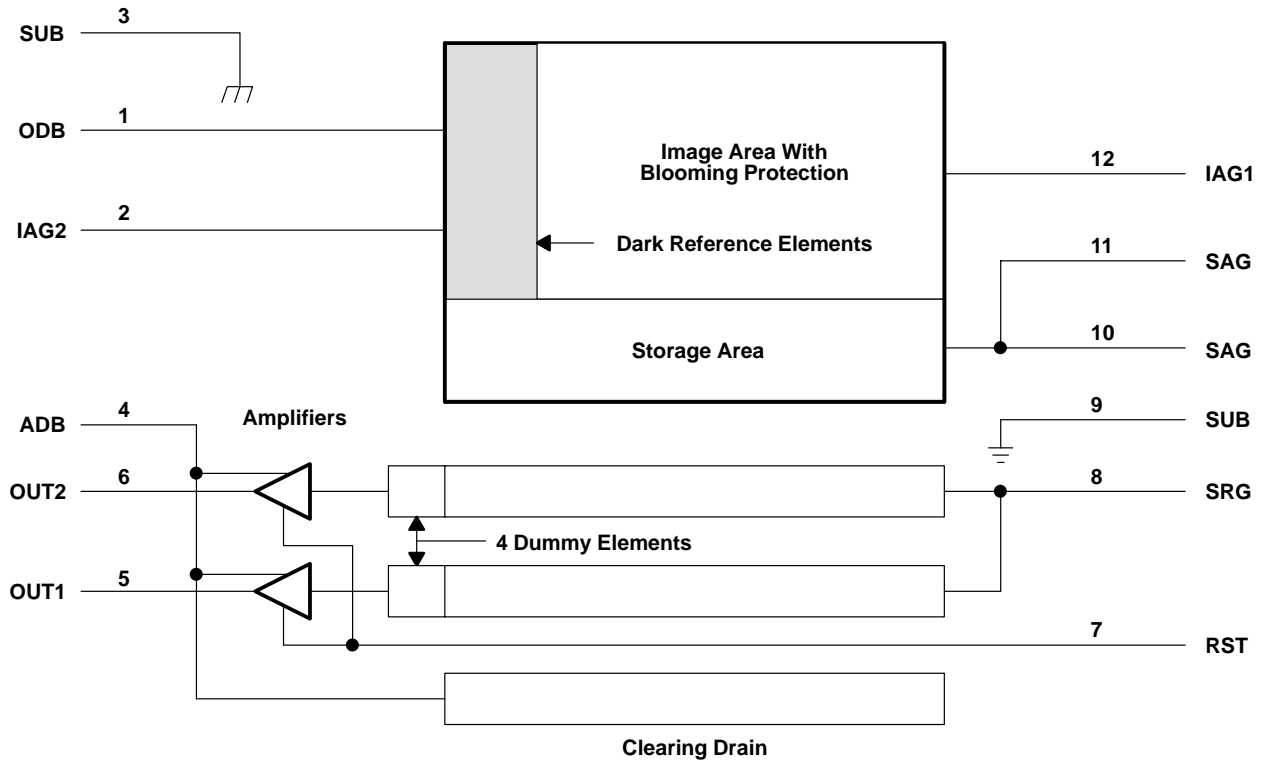 3
SUB
1
ODB
Image Area With
Blooming Protection
12
IAG1
2
IAG2
Dark Reference Elements
11
SAG
Storage Area
10
SAG
4
ADB
Amplifiers
9
SUB
6
OUT2
8
SRG
4 Dummy Elements
5
OUT1
7
RST
Clearing Drain